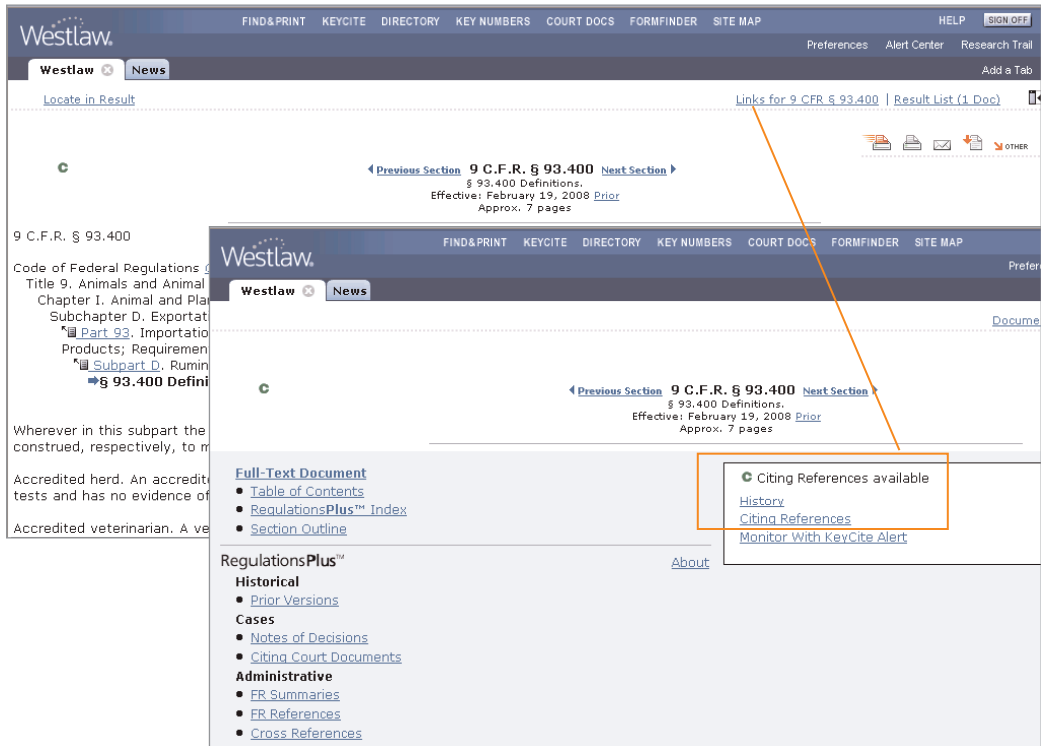 Westlaw.
FIND&PRINT KEYCITE DIRECTORY KEY NUMBERS COURT DOCS FORMFINDER SITE MAP
HELP SIGN OFF
Preferences Alert Center Research Trail
Westlaw News
Add a Tab
Locate in Result
Links for 9 CFR § 93.400 | Result List (1 Doc)
OTHER
C
Previous Section 9 C.F.R. § 93.400 Next Section
§ 93.400 Definitions.
Effective: February 19, 2008 Prior
Approx. 7 pages
9 C.F.R. § 93.400
Code of Federal Regulations
Title 9. Animals and Animal
Chapter I. Animal and Pla
Subchapter D. Exportat
Part 93. Importatio
Products; Requiremen
Subpart D. Rumin
§ 93.400 Defini
Wherever in this subpart the
construed, respectively, to m
Accredited herd. An accredite
tests and has no evidence of
Accredited veterinarian. A ve
Westlaw.
FIND&PRINT KEYCITE DIRECTORY KEY NUMBERS COURT DOCS FORMFINDER SITE MAP
Prefer
Westlaw News
Docume
C
Previous Section 9 C.F.R. § 93.400 Next Section
§ 93.400 Definitions.
Effective: February 19, 2008 Prior
Approx. 7 pages
Full-Text Document
• Table of Contents
• RegulationsPlus™ Index
• Section Outline
C Citing References available
History
Citing References
Monitor With KeyCite Alert
RegulationsPlus™
About
Historical
• Prior Versions
Cases
• Notes of Decisions
• Citing Court Documents
Administrative
• FR Summaries
• FR References
• Cross References